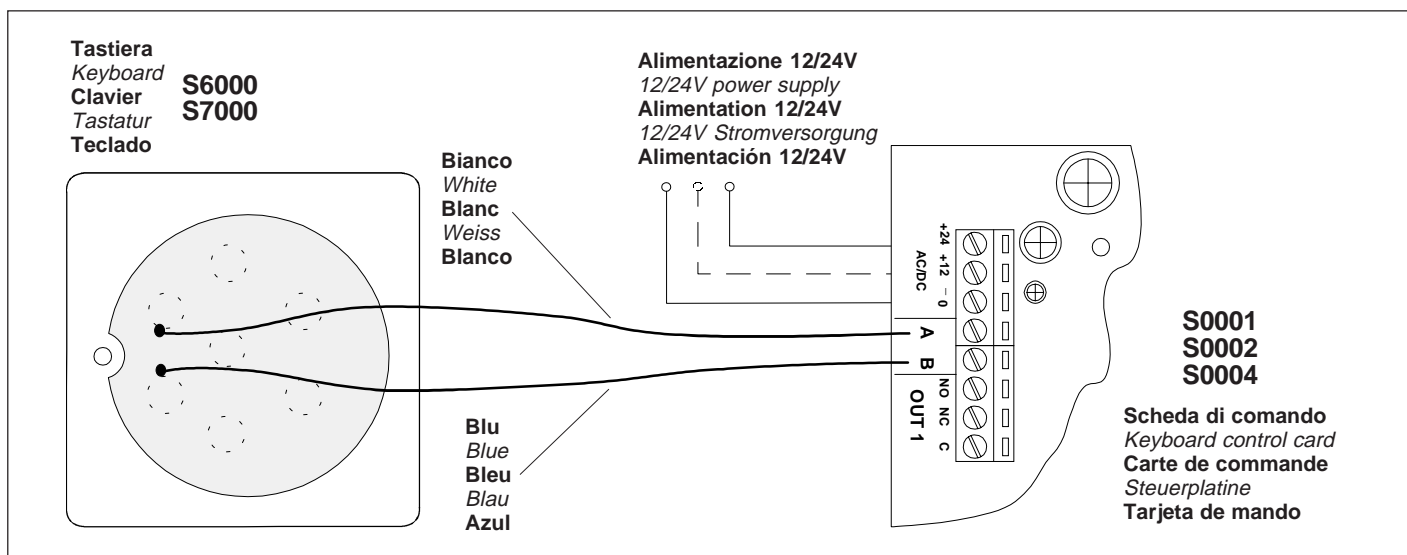 Tastiera
Keyboard
Clavier
Tastatur
Teclado
S6000
S7000
Alimentazione 12/24V
12/24V power supply
Alimentation 12/24V
12/24V Stromversorgung
Alimentación 12/24V
Bianco
White
Blanc
Weiss
Blanco
Blu
Blue
Bleu
Blau
Azul
AC/DC
+24
+12
– 0
A
B
OUT 1
NO
NC
C
S0001
S0002
S0004
Scheda di comando
Keyboard control card
Carte de commande
Steuerplatine
Tarjeta de mando